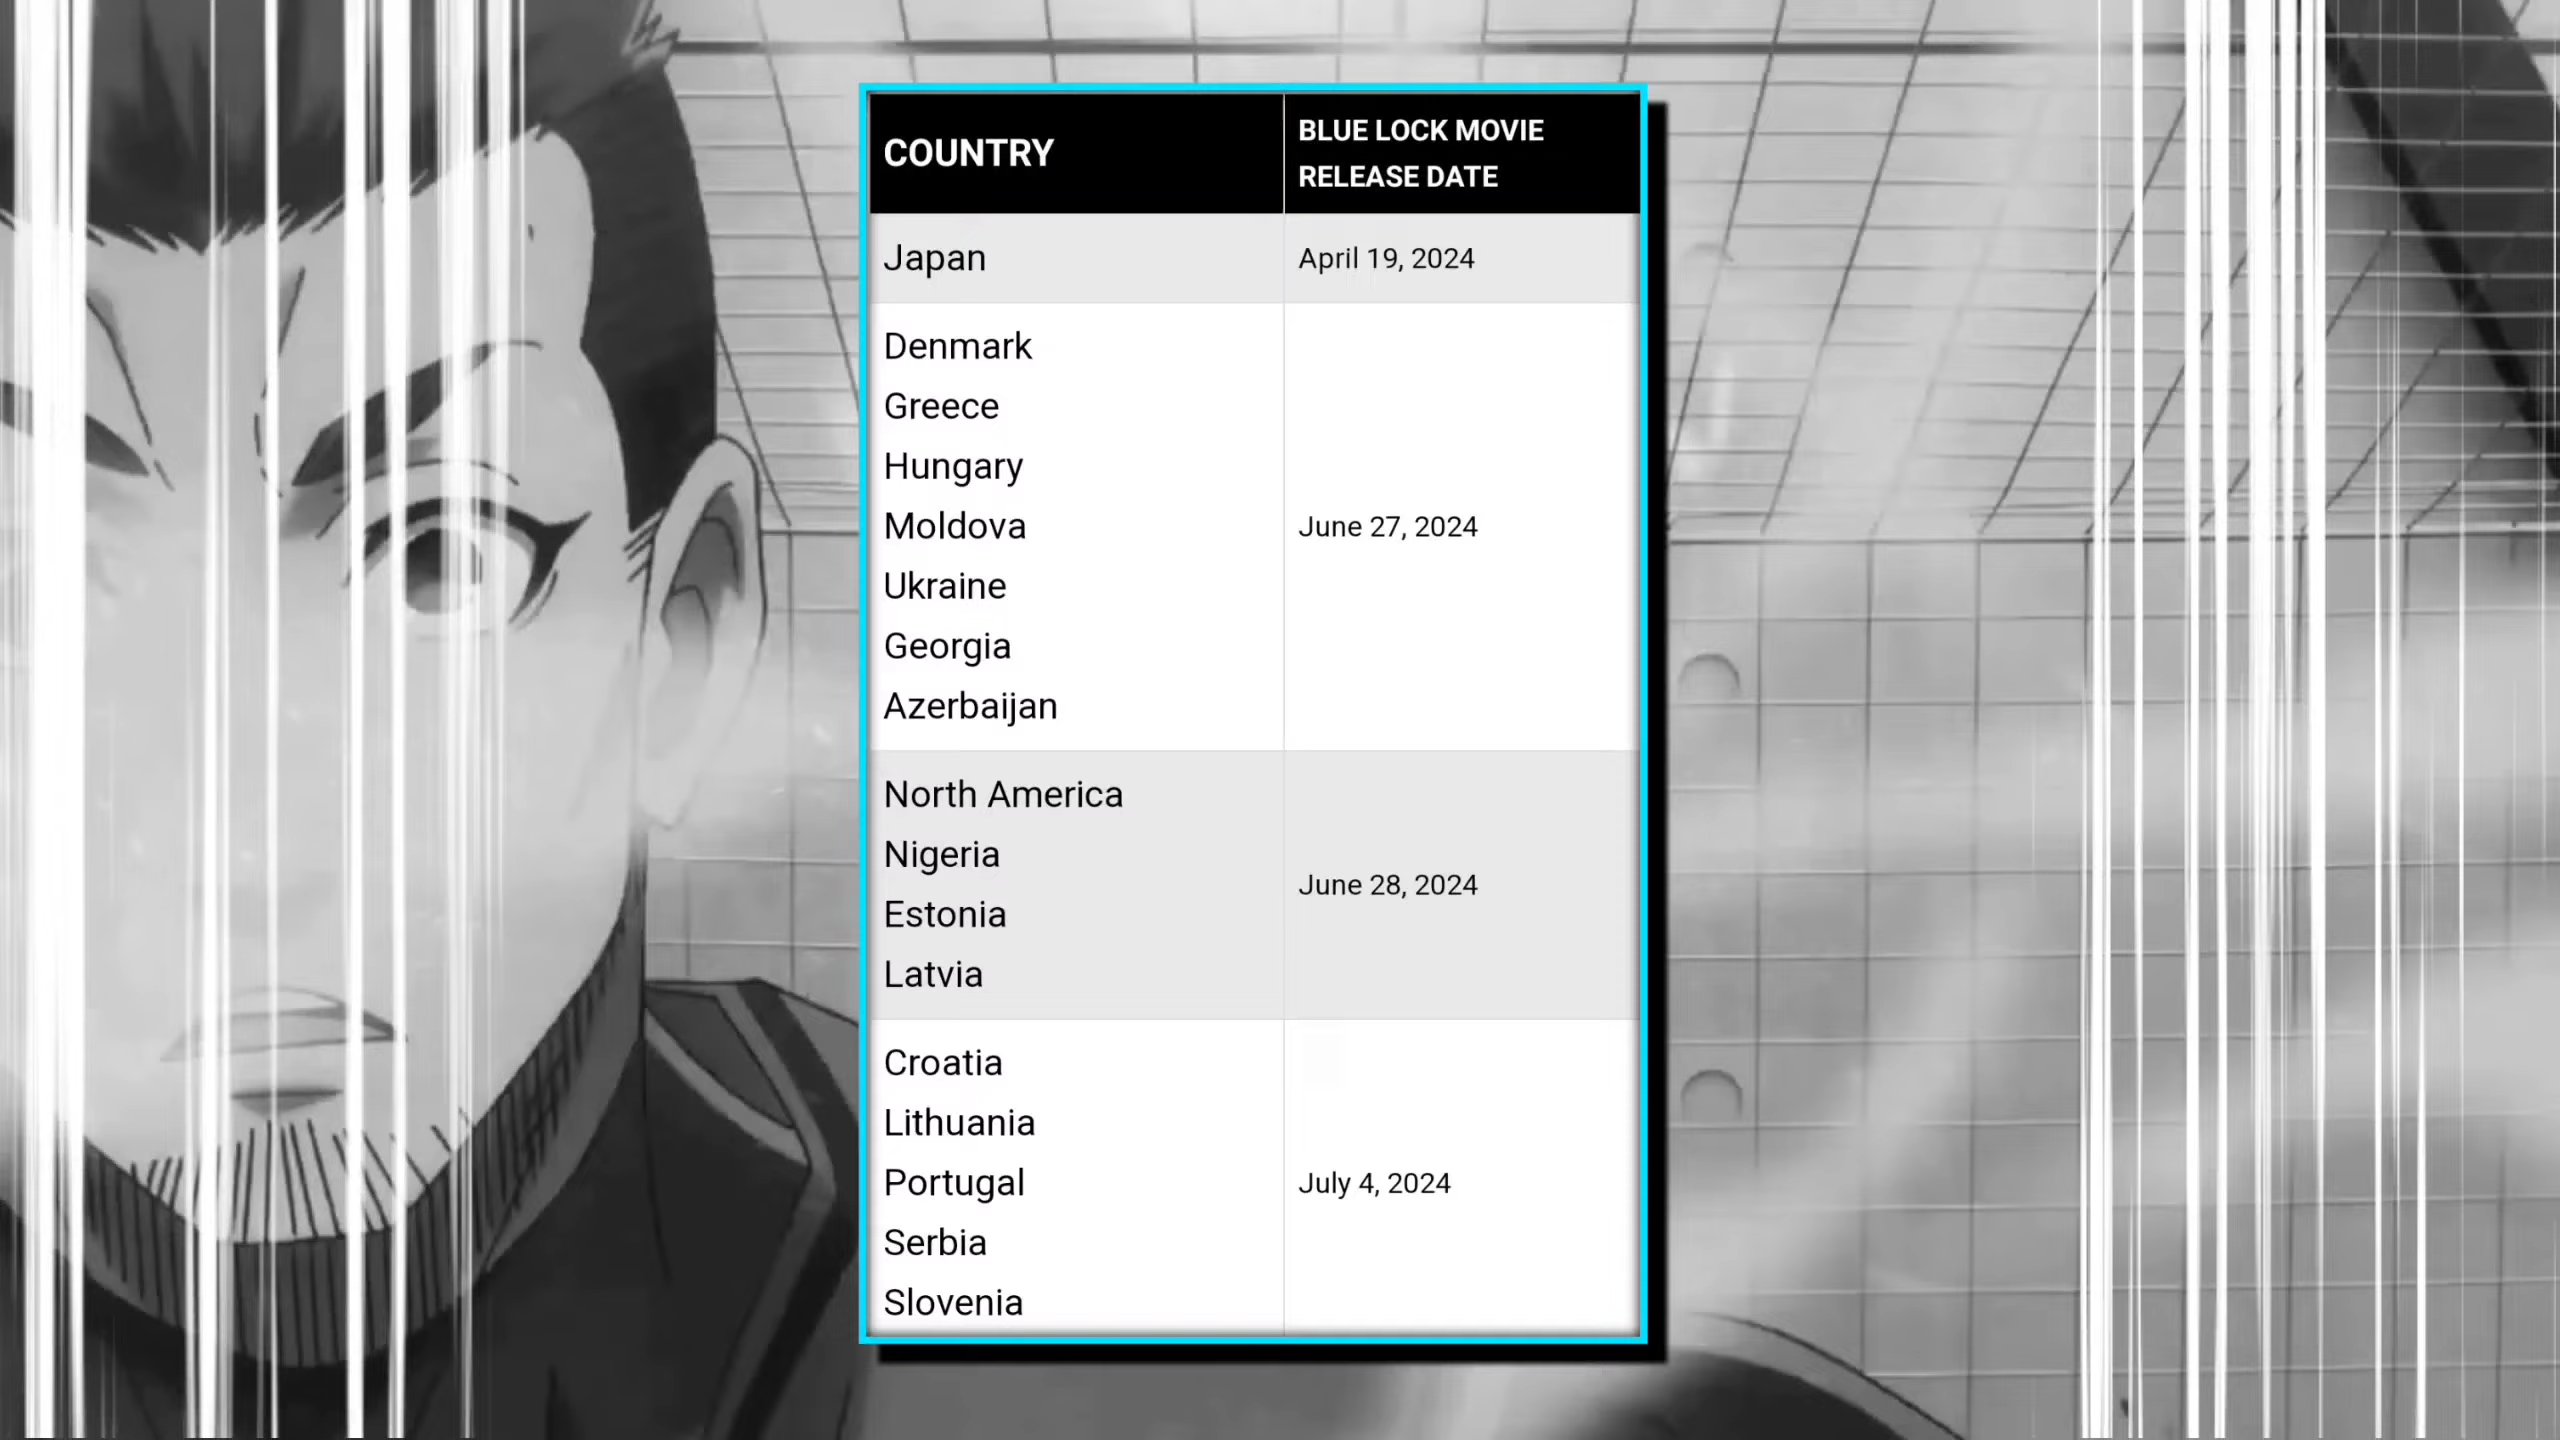 COUNTRY
BLUE LOCK MOVIE
RELEASE DATE
Japan
April 19, 2024
Denmark
Greece
Hungary
Moldova
Ukraine
Georgia
Azerbaijan
June 27, 2024
North America
Nigeria
Estonia
Latvia
June 28, 2024
Croatia
Lithuania
Portugal
Serbia
Slovenia
July 4, 2024